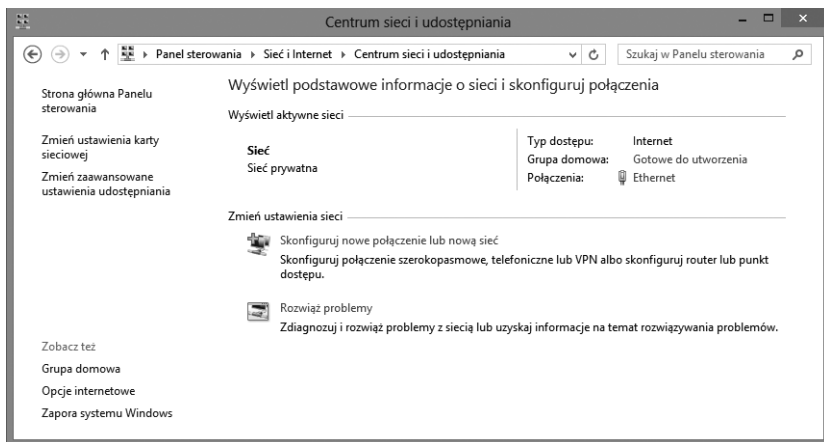 Centrum sieci i udostępniania
Panel sterowania
Sieć i Internet
Centrum sieci i udostępniania
Szukaj w Panelu sterowania
Strona główna Panelu
sterowania
Zmień ustawienia karty
sieciowej
Zmień zaawansowane
ustawienia udostępniania
Wyświetl podstawowe informacje o sieci i skonfiguruj połączenia
Wyświetl aktywne sieci
Sieć
Sieć prywatna
Typ dostępu: Internet
Grupa domowa: Gotowe do utworzenia
Połączenia: Ethernet
Zmień ustawienia sieci
Skonfiguruj nowe połączenie lub nową sieć
Skonfiguruj połączenie szerokopasmowe, telefoniczne lub VPN albo skonfiguruj router lub punkt
dostępu.
Rozwiąż problemy
Zdiagnozuj i rozwiąż problemy z siecią lub uzyskaj informacje na temat rozwiązywania problemów.
Zobacz też
Grupa domowa
Opcje internetowe
Zapora systemu Windows